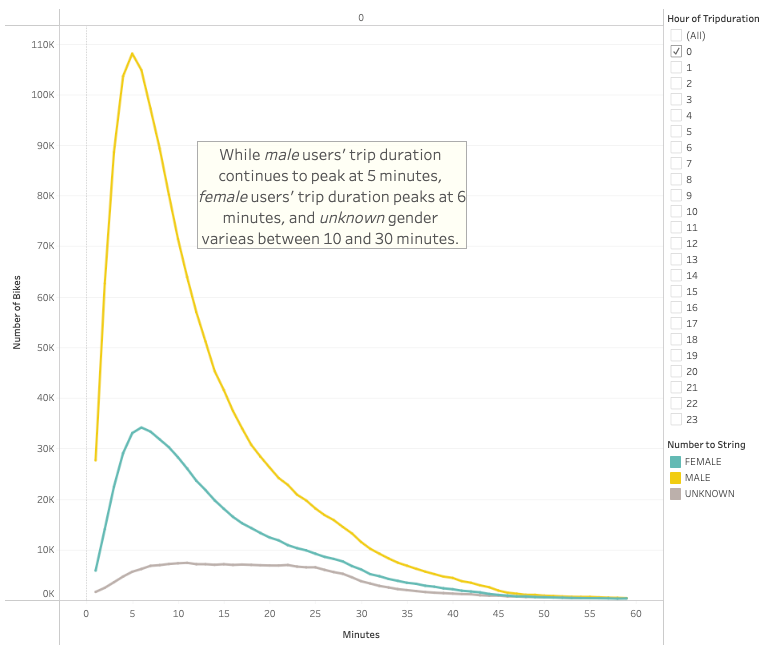 0
Hour of Tripduration
(All)
0
1
2
3
4
5
6
7
8
9
10
11
12
13
14
15
16
17
18
19
20
21
22
23
Number to String
FEMALE
MALE
UNKNOWN
While male users’ trip duration
continues to peak at 5 minutes,
female users’ trip duration peaks at 6
minutes, and unknown gender
varieas between 10 and 30 minutes.
Number of Bikes
110K
100K
90K
80K
70K
60K
50K
40K
30K
20K
10K
0K
0
5
10
15
20
25
30
35
40
45
50
55
60
Minutes